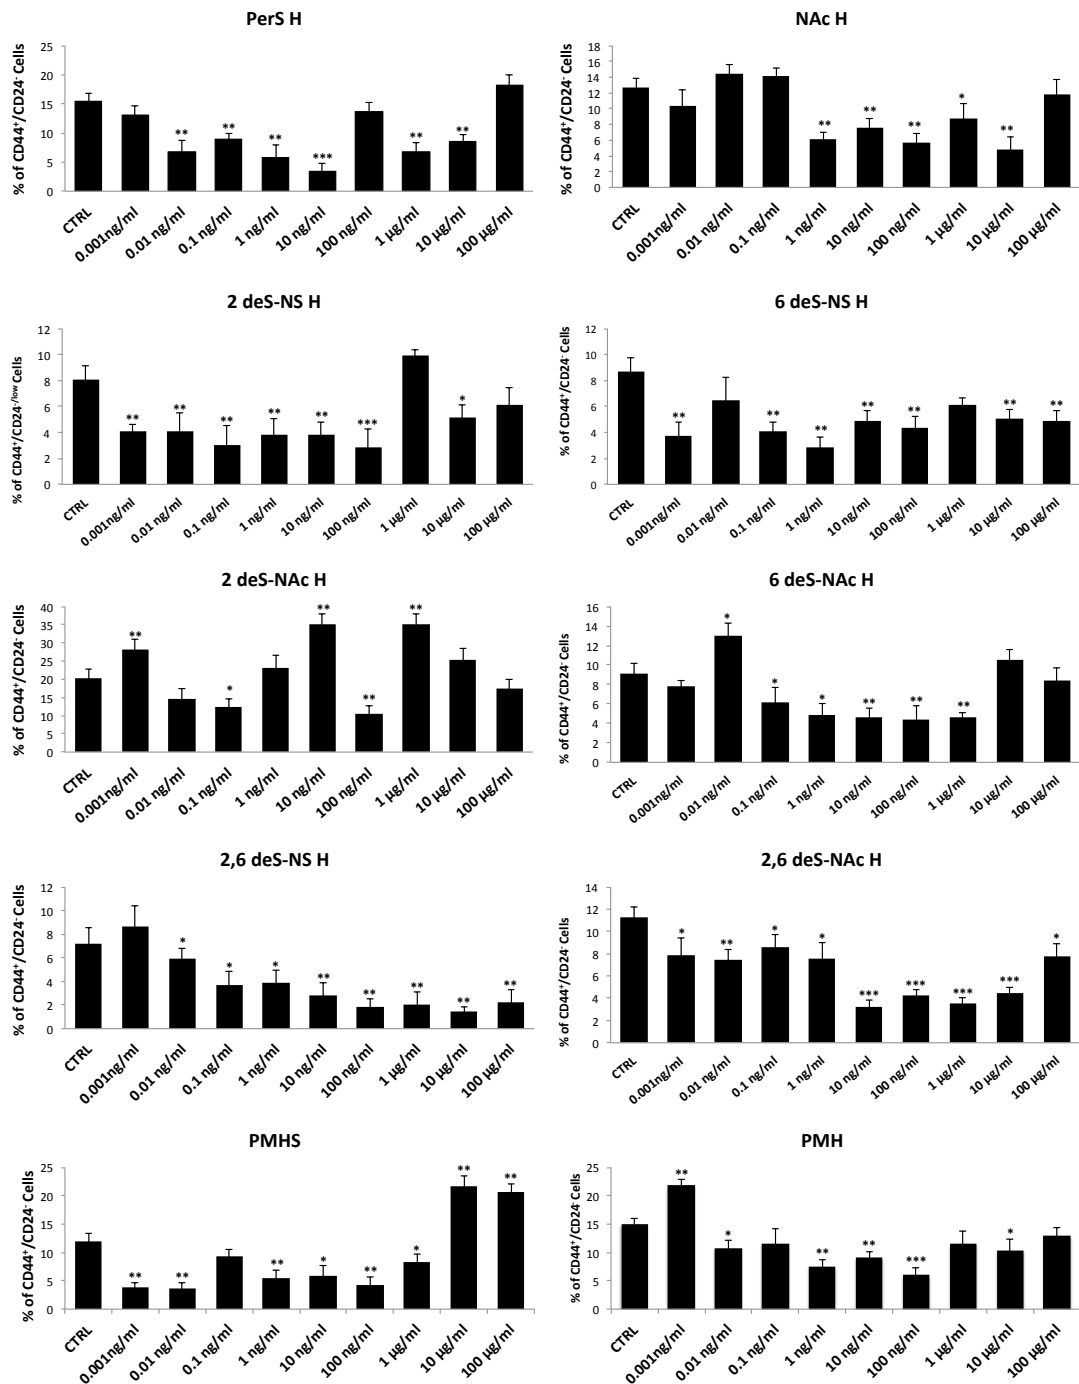 PerS H
% of CD44⁺/CD24⁻ Cells
25
20
15
10
5
0
** ** ** *** ** **
CTRL 0.001ng/ml 0.01 ng/ml 0.1 ng/ml 1 ng/ml 10 ng/ml 100 ng/ml 1 µg/ml 10 µg/ml 100 µg/ml
NAc H
% of CD44⁺/CD24⁻ Cells
18
16
14
12
10
8
6
4
2
0
** ** ** * **
CTRL 0.001ng/ml 0.01 ng/ml 0.1 ng/ml 1 ng/ml 10 ng/ml 100 ng/ml 1 µg/ml 10 µg/ml 100 µg/ml
2 deS-NS H
% of CD44⁺/CD24⁻/low Cells
12
10
8
6
4
2
0
** ** ** ** ** *** *
CTRL 0.001ng/ml 0.01 ng/ml 0.1 ng/ml 1 ng/ml 10 ng/ml 100 ng/ml 1 µg/ml 10 µg/ml 100 µg/ml
6 deS-NS H
% of CD44⁺/CD24⁻ Cells
12
10
8
6
4
2
0
** ** ** ** ** ** **
CTRL 0.001ng/ml 0.01 ng/ml 0.1 ng/ml 1 ng/ml 10 ng/ml 100 ng/ml 1 µg/ml 10 µg/ml 100 µg/ml
2 deS-NAc H
% of CD44⁺/CD24⁻ Cells
40
35
30
25
20
15
10
5
0
** * ** ** **
CTRL 0.001ng/ml 0.01 ng/ml 0.1 ng/ml 1 ng/ml 10 ng/ml 100 ng/ml 1 µg/ml 10 µg/ml 100 µg/ml
6 deS-NAc H
% of CD44⁺/CD24⁻ Cells
16
14
12
10
8
6
4
2
0
* * * ** ** **
CTRL 0.001ng/ml 0.01 ng/ml 0.1 ng/ml 1 ng/ml 10 ng/ml 100 ng/ml 1 µg/ml 10 µg/ml 100 µg/ml
2,6 deS-NS H
% of CD44⁺/CD24⁻ Cells
12
10
8
6
4
2
0
* * * ** ** ** ** **
CTRL 0.001ng/ml 0.01 ng/ml 0.1 ng/ml 1 ng/ml 10 ng/ml 100 ng/ml 1 µg/ml 10 µg/ml 100 µg/ml
2,6 deS-NAc H
% of CD44⁺/CD24⁻ Cells
14
12
10
8
6
4
2
0
* ** * * *** *** *** *** *
CTRL 0.001ng/ml 0.01 ng/ml 0.1 ng/ml 1 ng/ml 10 ng/ml 100 ng/ml 1 µg/ml 10 µg/ml 100 µg/ml
PMHS
% of CD44⁺/CD24⁻ Cells
25
20
15
10
5
0
** ** ** * ** * ** **
CTRL 0.001ng/ml 0.01 ng/ml 0.1 ng/ml 1 ng/ml 10 ng/ml 100 ng/ml 1 µg/ml 10 µg/ml 100 µg/ml
PMH
% of CD44⁺/CD24⁻ Cells
25
20
15
10
5
0
** * ** ** *** *
CTRL 0.001ng/ml 0.01 ng/ml 0.1 ng/ml 1 ng/ml 10 ng/ml 100 ng/ml 1 µg/ml 10 µg/ml 100 µg/ml